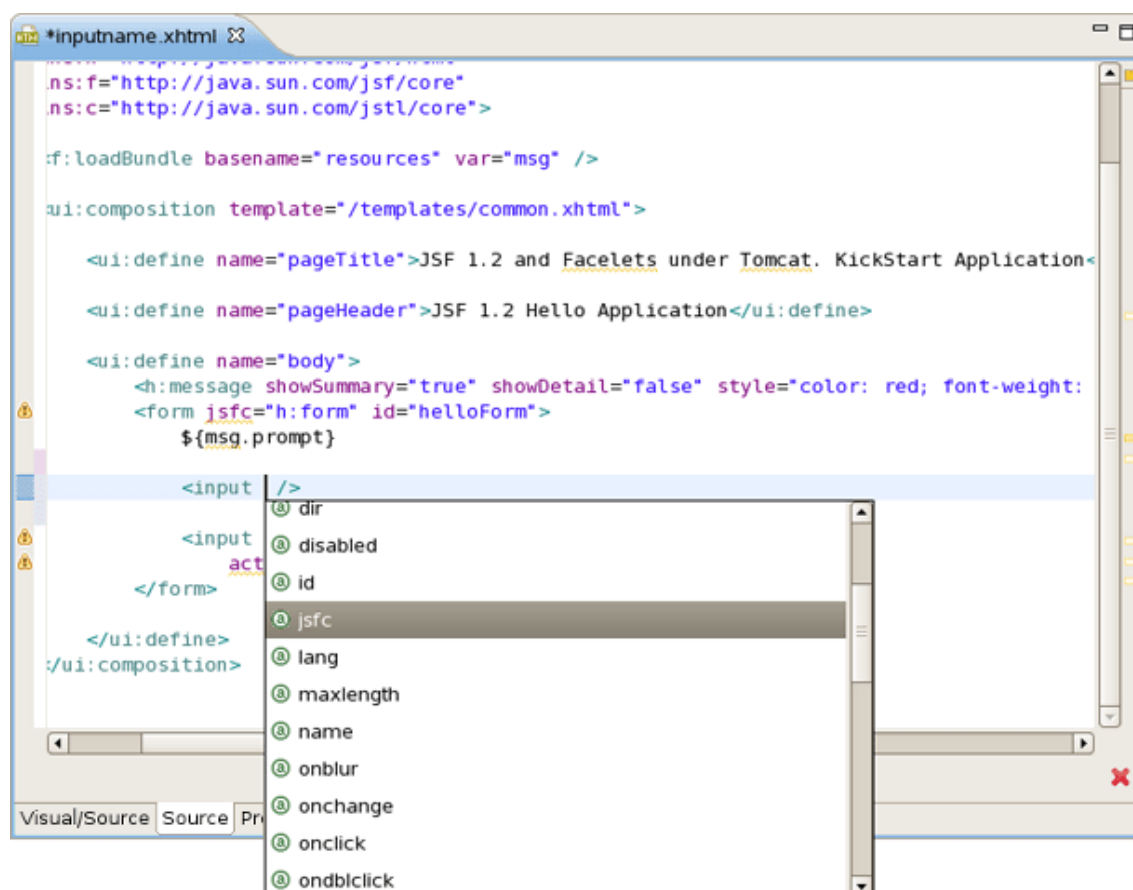 *inputname.xhtml
ns:f="http://java.sun.com/jsf/core"
ns:c="http://java.sun.com/jstl/core">
f:loadBundle basename="resources" var="msg" />
ui:composition template="/templates/common.xhtml">
<ui:define name="pageTitle">JSF 1.2 and Facelets under Tomcat. KickStart Application<
<ui:define name="pageHeader">JSF 1.2 Hello Application</ui:define>
<ui:define name="body">
<h:message showSummary="true" showDetail="false" style="color: red; font-weight:
<form jsfc="h:form" id="helloForm">
${msg.prompt}
<input />
dir
disabled
<input
act
id
</form>
jsfc
</ui:define>
lang
/ui:composition>
maxlength
name
onblur
onchange
Visual/Source Source Pr
onclick
ondblclick